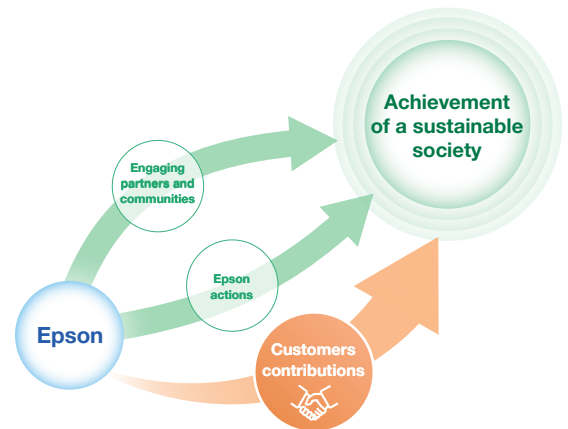 Achievement
of a sustainable
society
Engaging
partners and
communities
Epson
actions
Epson
Customers
contributions